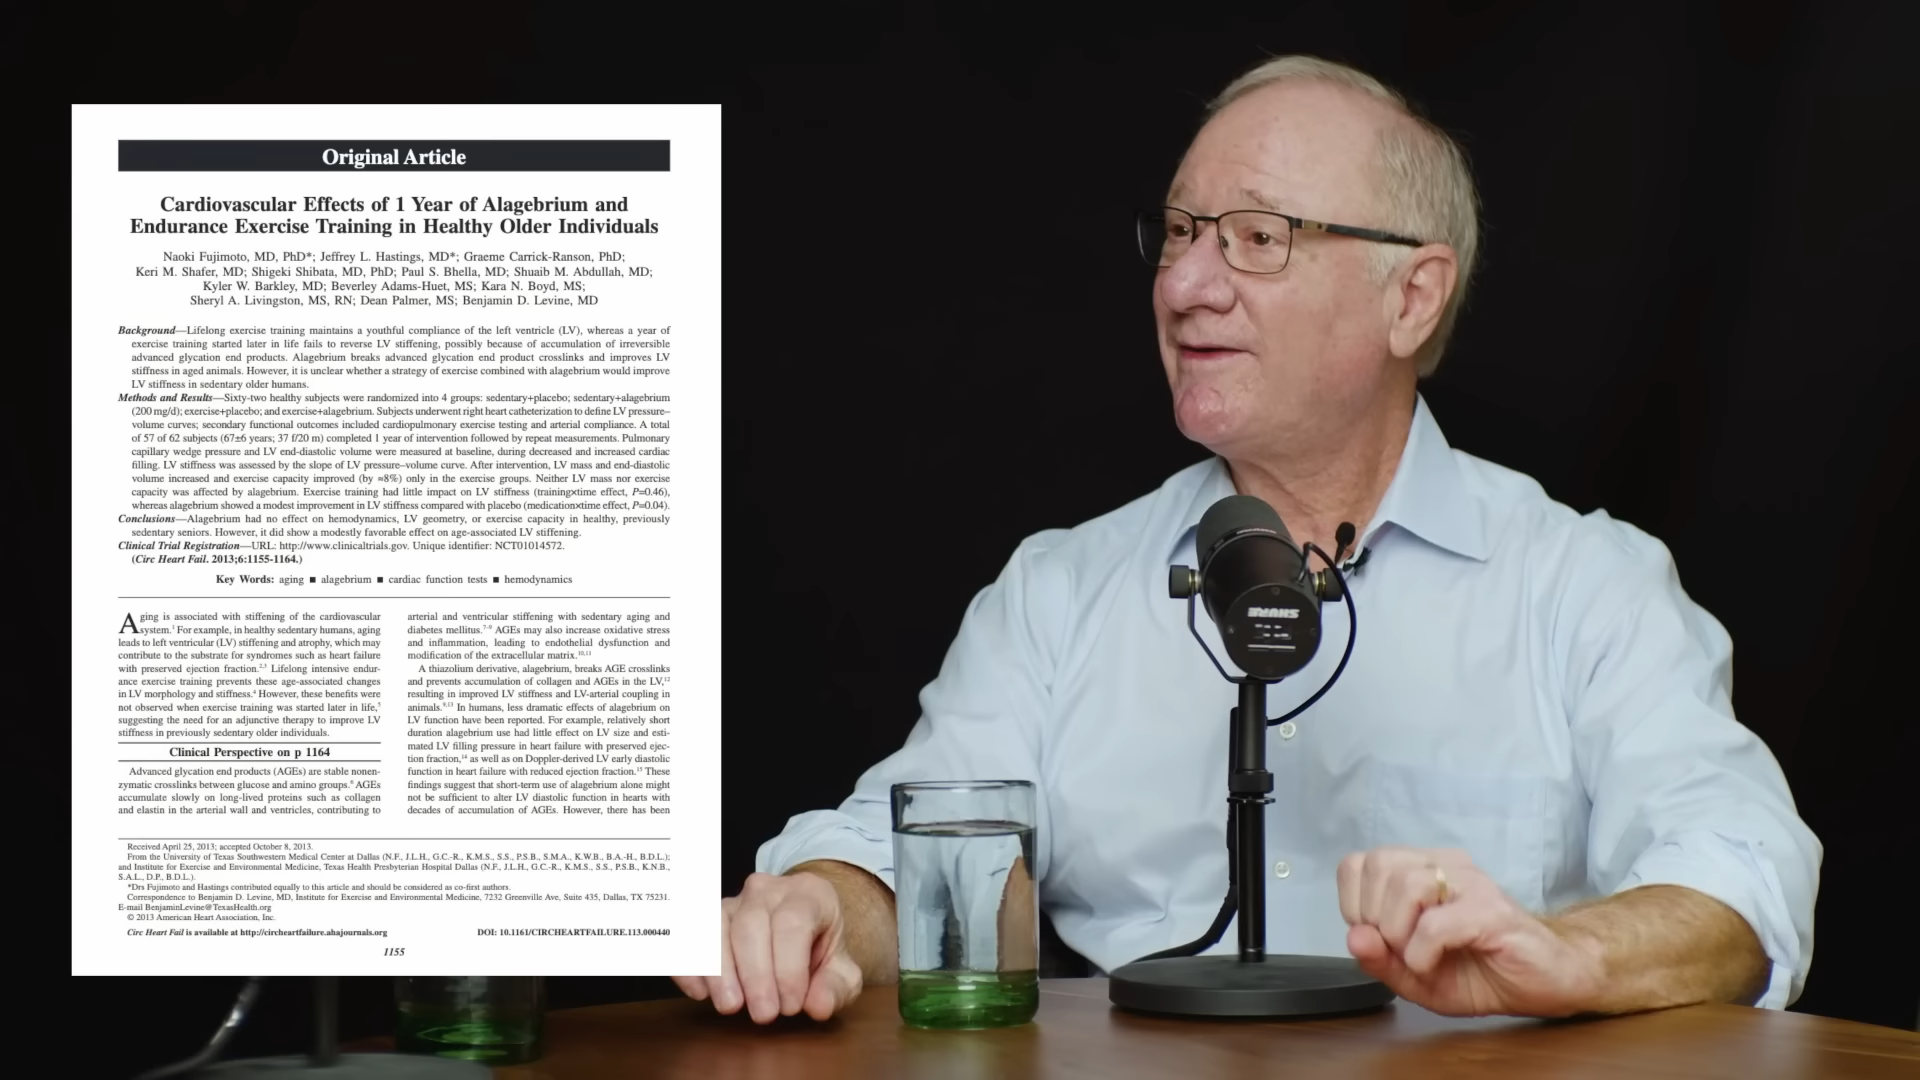 Original Article
Cardiovascular Effects of 1 Year of Alagebrium and
Endurance Exercise Training in Healthy Older Individuals
Naoki Fujimoto, MD, PhD*; Jeffrey L. Hastings, MD*; Graeme Carrick-Ranson, PhD;
Keri M. Shafer, MD; Shigeki Shibata, MD, PhD; Paul S. Bhella, MD; Shuaib M. Abdullah, MD;
Kyler W. Barkley, MD; Beverley Adams-Huet, MS; Kara N. Boyd, MS;
Sheryl A. Livingston, MS, RN; Dean Palmer, MS; Benjamin D. Levine, MD
Background—Lifelong exercise training maintains a youthful compliance of the left ventricle (LV), whereas a year of
exercise training started later in life fails to reverse LV stiffening, possibly because of accumulation of irreversible
advanced glycation end products. Alagebrium breaks advanced glycation end product crosslinks and improves LV
stiffness in aged animals. However, it is unclear whether a strategy of exercise combined with alagebrium would improve
LV stiffness in sedentary older humans.
Methods and Results—Sixty-two healthy subjects were randomized into 4 groups: sedentary+placebo; sedentary+alagebrium
(200 mg/d); exercise+placebo; and exercise+alagebrium. Subjects underwent right heart catheterization to define LV pressure–
volume curves; secondary functional outcomes included cardiopulmonary exercise testing and arterial compliance. A total
of 57 of 62 subjects (67±6 years; 37 f/20 m) completed 1 year of intervention followed by repeat measurements. Pulmonary
capillary wedge pressure and LV end-diastolic volume were measured at baseline, during decreased and increased cardiac
filling. LV stiffness was assessed by the slope of LV pressure–volume curve. After intervention, LV mass and end-diastolic
volume increased and exercise capacity improved (by ≈8%) only in the exercise groups. Neither LV mass nor exercise
capacity was affected by alagebrium. Exercise training had little impact on LV stiffness (training×time effect, P=0.46),
whereas alagebrium showed a modest improvement in LV stiffness compared with placebo (medication×time effect, P=0.04).
Conclusions—Alagebrium had no effect on hemodynamics, LV geometry, or exercise capacity in healthy, previously
sedentary seniors. However, it did show a modestly favorable effect on age-associated LV stiffening.
Clinical Trial Registration—URL: http://www.clinicaltrials.gov. Unique identifier: NCT01014572.
(Circ Heart Fail. 2013;6:1155-1164.)
Key Words: aging ■ alagebrium ■ cardiac function tests ■ hemodynamics
Aging is associated with stiffening of the cardiovascular
system.1 For example, in healthy sedentary humans, aging
leads to left ventricular (LV) stiffening and atrophy, which may
contribute to the substrate for syndromes such as heart failure
with preserved ejection fraction.2,3 Lifelong intensive endur-
ance exercise training prevents these age-associated changes
in LV morphology and stiffness.4 However, these benefits were
not observed when exercise training was started later in life,5
suggesting the need for an adjunctive therapy to improve LV
stiffness in previously sedentary older individuals.
Clinical Perspective on p 1164
Advanced glycation end products (AGEs) are stable nonen-
zymatic crosslinks between glucose and amino groups.6 AGEs
accumulate slowly on long-lived proteins such as collagen
and elastin in the arterial wall and ventricles, contributing to
arterial and ventricular stiffening with sedentary aging and
diabetes mellitus.7–9 AGEs may also increase oxidative stress
and inflammation, leading to endothelial dysfunction and
modification of the extracellular matrix.10,11
A thiazolium derivative, alagebrium, breaks AGE crosslinks
and prevents accumulation of collagen and AGEs in the LV,12
resulting in improved LV stiffness and LV-arterial coupling in
animals.9,13 In humans, less dramatic effects of alagebrium on
LV function have been reported. For example, relatively short
duration alagebrium use had little effect on LV size and esti-
mated LV filling pressure in heart failure with preserved ejec-
tion fraction,14 as well as on Doppler-derived LV early diastolic
function in heart failure with reduced ejection fraction.15 These
findings suggest that short-term use of alagebrium alone might
not be sufficient to alter LV diastolic function in hearts with
decades of accumulation of AGEs. However, there has been
Received April 25, 2013; accepted October 8, 2013.
From the University of Texas Southwestern Medical Center at Dallas (N.F., J.L.H., G.C.-R., K.M.S., S.S., P.S.B., S.M.A., K.W.B., B.A.-H., B.D.L.);
and Institute for Exercise and Environmental Medicine, Texas Health Presbyterian Hospital Dallas (N.F., J.L.H., G.C.-R., K.M.S., S.S., P.S.B., K.N.B.,
S.A.L., D.P., B.D.L.).
*Drs Fujimoto and Hastings contributed equally to this article and should be considered as co-first authors.
Correspondence to Benjamin D. Levine, MD, Institute for Exercise and Environmental Medicine, 7232 Greenville Ave, Suite 435, Dallas, TX 75231.
E-mail BenjaminLevine@TexasHealth.org
© 2013 American Heart Association, Inc.
Circ Heart Fail is available at http://circheartfailure.ahajournals.org
DOI: 10.1161/CIRCHEARTFAILURE.113.000440
1155
SHURE